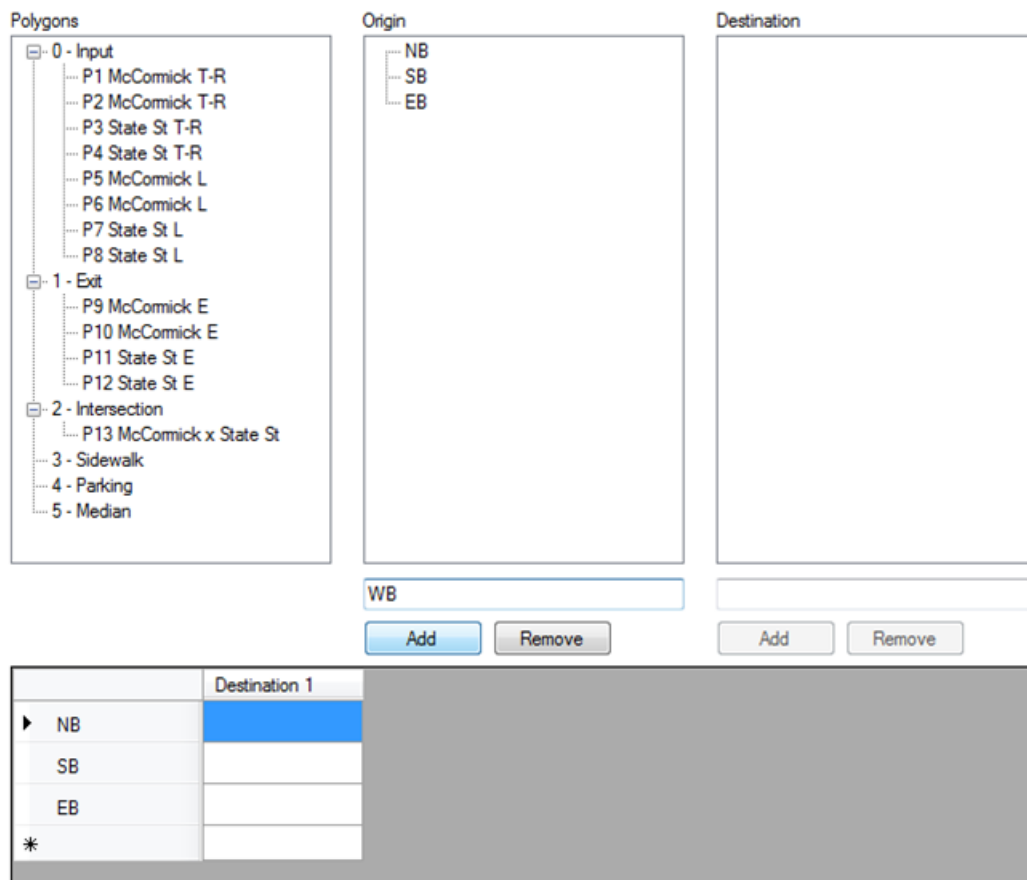 Polygons
Origin
Destination
0 - Input
P1 McCormick T-R
P2 McCormick T-R
P3 State St T-R
P4 State St T-R
P5 McCormick L
P6 McCormick L
P7 State St L
P8 State St L
1 - Exit
P9 McCormick E
P10 McCormick E
P11 State St E
P12 State St E
2 - Intersection
P13 McCormick x State St
3 - Sidewalk
4 - Parking
5 - Median
NB
SB
EB
WB
Add
Remove
Add
Remove
Destination 1
NB
SB
EB